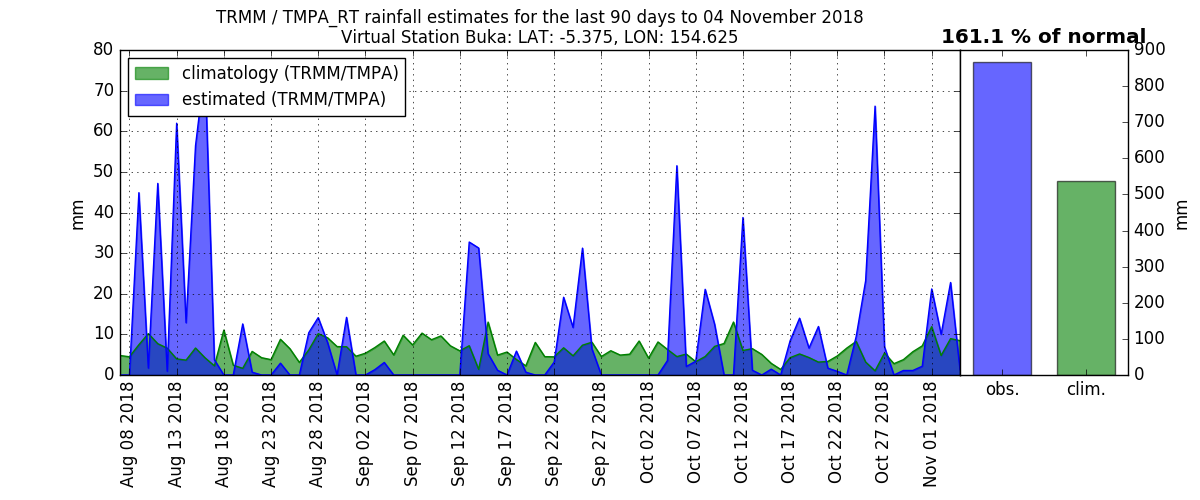 TRMM / TMPA_RT rainfall estimates for the last 90 days to 04 November 2018
Virtual Station Buka: LAT: -5.375, LON: 154.625
161.1 % of normal
climatology (TRMM/TMPA)
estimated (TRMM/TMPA)
mm
80
70
60
50
40
30
20
10
0
Aug 08 2018
Aug 13 2018
Aug 18 2018
Aug 23 2018
Aug 28 2018
Sep 02 2018
Sep 07 2018
Sep 12 2018
Sep 17 2018
Sep 22 2018
Sep 27 2018
Oct 02 2018
Oct 07 2018
Oct 12 2018
Oct 17 2018
Oct 22 2018
Oct 27 2018
Nov 01 2018
obs.
clim.
900
800
700
600
500
400
300
200
100
0
mm